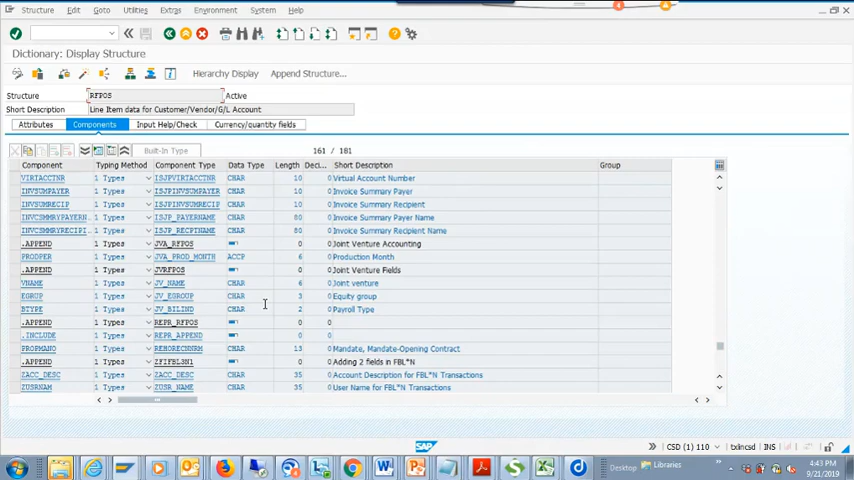 Structure Edit Goto Utilities Extras Environment System Help
Dictionary: Display Structure
Hierarchy Display Append Structure...
Structure RFPOS Active
Short Description Line Item data for Customer/Vendor/G/L Account
Attributes Components Input Help/Check Currency/quantity fields
Built-In Type 161 / 181
Component Typing Method Component Type Data Type Length Deci... Short Description Group
VIRTACCTNR 1 Types ISJPVIRTACCTNR CHAR 10 0 Virtual Account Number
INVSUMPAYER 1 Types ISJPINVSUMPAYER CHAR 10 0 Invoice Summary Payer
INVSUMRECIP 1 Types ISJPINVSUMRECIP CHAR 10 0 Invoice Summary Recipient
INVCSMMRYPAYERN.. 1 Types ISJP_PAYERNAME CHAR 80 0 Invoice Summary Payer Name
INVCSMMRYRECIPI.. 1 Types ISJP_RECPTNAME CHAR 80 0 Invoice Summary Recipient Name
.APPEND 1 Types JVA_RFPOS 0 0 Joint Venture Accounting
PRODPER 1 Types JVA_PROD_MONTH ACCP 6 0 Production Month
.APPEND 1 Types JVRFPOS 0 0 Joint Venture Fields
VNAME 1 Types JV_NAME CHAR 6 0 Joint venture
EGRUP 1 Types JV_EGROUP CHAR 3 0 Equity group
BTYPE 1 Types JV_BILIND CHAR 2 0 Payroll Type
.APPEND 1 Types REPR_RFPOS 0 0
.INCLUDE 1 Types REPR_APPEND 0 0
PROPMANO 1 Types REHORECNNRM CHAR 13 0 Mandate, Mandate-Opening Contract
.APPEND 1 Types ZFIFBL3N1 0 0 Adding 2 fields in FBL*N
ZACC_DESC 1 Types ZACC_DESC CHAR 35 0 Account Description for FBL*N Transactions
ZUSRNAM 1 Types ZUSR_NAME CHAR 35 0 User Name for FBL*N Transactions
SAP
CSD (1) 110 txlncsd INS
Desktop Libraries 4:43 PM
9/21/2019